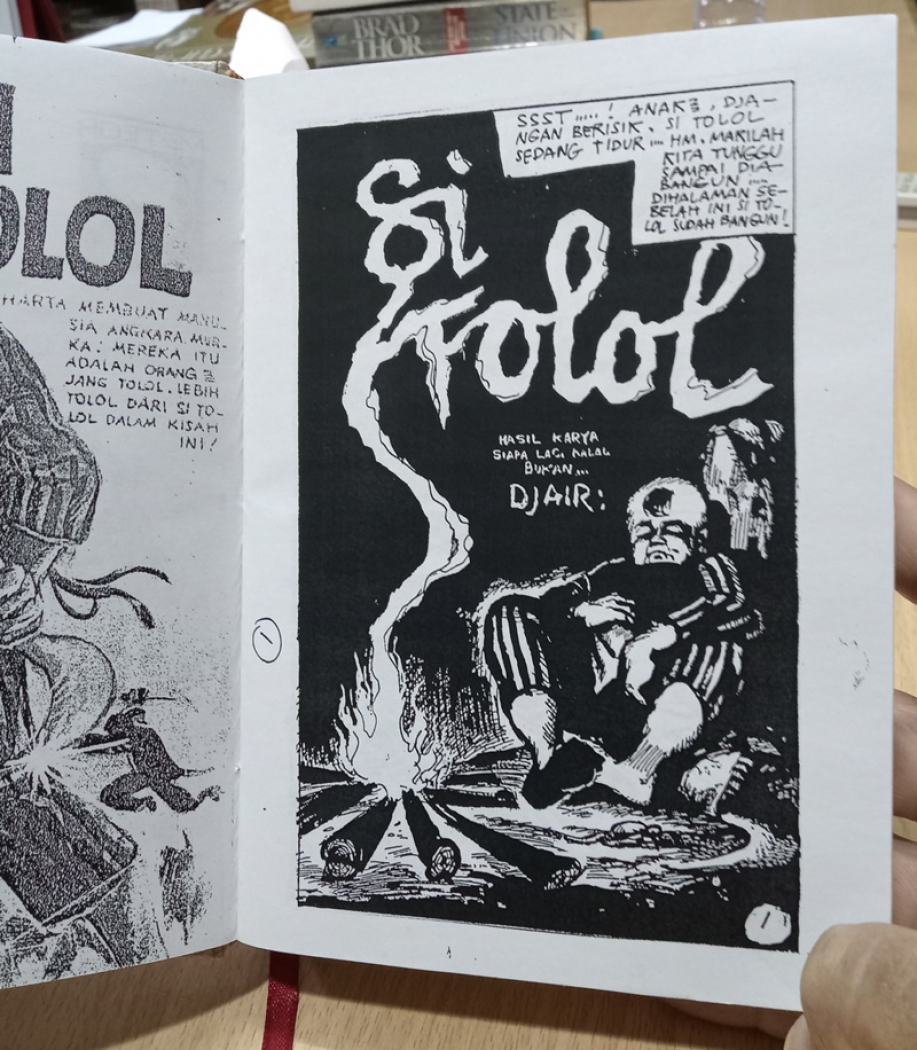 BRAD
THOR
STATE
UNION
OLOL
HARTA MEMBUAT MANU-
SIA ANGKARA MUR-
KA: MEREKA ITU
ADALAH ORANG2
JANG TOLOL. LEBIH
TOLOL DARI SI TO-
LOL DALAM KISAH
INI!
SSST.....! ANAK2, DJA-
NGAN BERISIK. SI TOLOL
SEDANG TIDUR... HM. MARILAH
KITA TUNGGU
SAMPAI DIA
BANGUN....
DIHALAMAN SE-
BELAH INI SI TO-
LOL SUDAH BANGUN!
Si
Tolol
HASIL KARYA
SIAPA LAGI KALAU
BUKAN...
DJAIR:
1
1
1